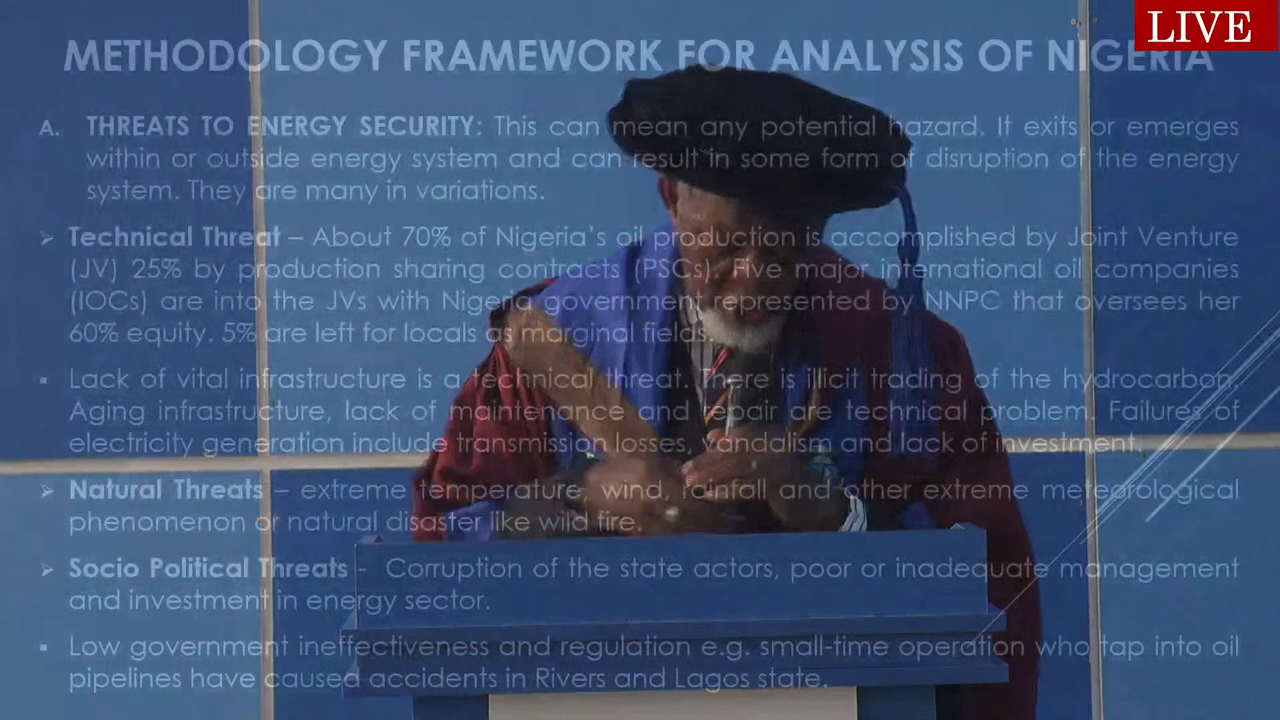 LIVE
METHODOLOGY FRAMEWORK FOR ANALYSIS OF NIGERIA
A. THREATS TO ENERGY SECURITY: This can mean any potential hazard. It exits or emerges
within or outside energy system and can result in some form of disruption of the energy
system. They are many in variations.
➢ Technical Threat – About 70% of Nigeria's oil production is accomplished by Joint Venture
(JV) 25% by production sharing contracts (PSCs). Five major international oil companies
(IOCs) are into the JVs with Nigeria government represented by NNPC that oversees her
60% equity. 5% are left for locals as marginal fields.
▪ Lack of vital infrastructure is a technical threat. There is illicit trading of the hydrocarbon.
Aging infrastructure, lack of maintenance and repair is a technical problem. Failures of
electricity generation include transmission losses, vandalism and lack of investment.
➢ Natural Threats – extreme temperature, wind, rainfall and other extreme meteorological
phenomenon or natural disaster like wild fire.
➢ Socio Political Threats - Corruption of the state actors, poor or inadequate management
and investment in energy sector.
▪ Low government ineffectiveness and regulation e.g. small-time operation who tap into oil
pipelines have caused accidents in Rivers and Lagos state.